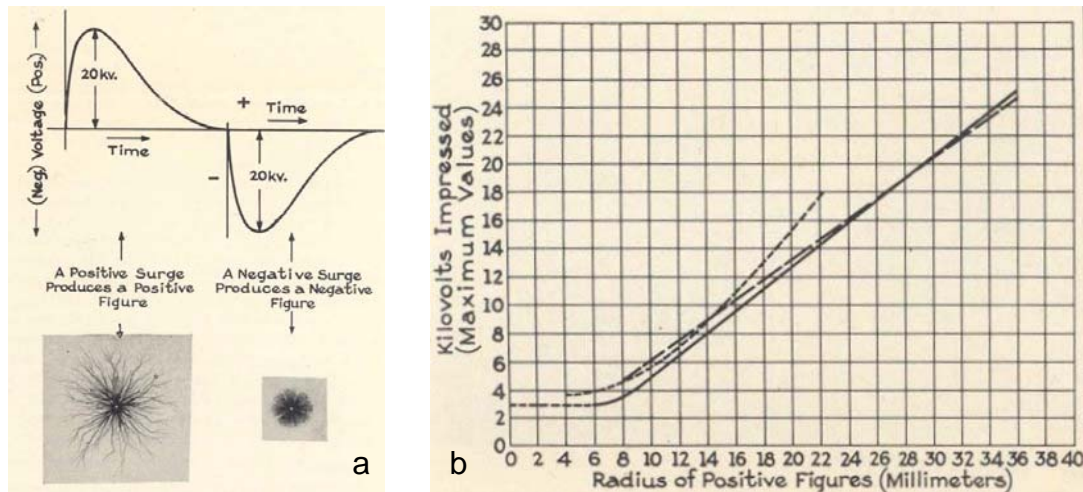 (Neg.) Voltage (Pos.)
20kv.
Time
+
Time
−
20kv.
A Positive Surge
Produces a Positive
Figure
A Negative Surge
Produces a Negative
Figure
a
b
Kilovolts Impressed
(Maximum Values)
30
28
26
24
22
20
18
16
14
12
10
8
6
4
2
0
0 2 4 6 8 10 12 14 16 18 20 22 24 26 28 30 32 34 36 38 40
Radius of Positive Figures (Millimeters)